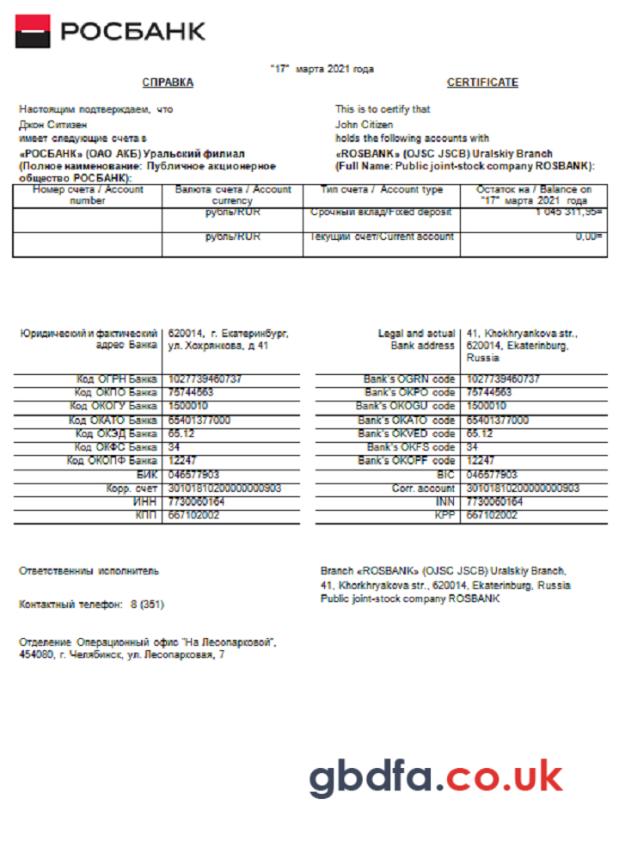 РОСБАНК
"17" марта 2021 года
СПРАВКА
CERTIFICATE
Настоящим подтверждаем, что
Джон Ситизен
имеет следующие счета в
«РОСБАНК» (ОАО АКБ) Уральский филиал
(Полное наименование: Публичное акционерное
общество РОСБАНК):
This is to certify that
John Citizen
holds the following accounts with
«ROSBANK» (OJSC JSCB) Uralskiy Branch
(Full Name: Public joint-stock company ROSBANK):
Номер счета / Account number Валюта счета / Account currency Тип счета / Account type Остаток на / Balance on "17" марта 2021 года
рубль/RUR Срочный вклад/Fixed deposit 1 045 311,95=
рубль/RUR Текущий счет/Current account 0,00=
Юридический и фактический 620014, г. Екатеринбург,
адрес Банка ул. Хохрякова, д 41
Код ОГРН Банка 1027739460737
Код ОКПО Банка 75744563
Код ОКОГУ Банка 1500010
Код ОКАТО Банка 65401377000
Код ОКЭД Банка 65.12
Код ОКФС Банка 34
Код ОКОПФ Банка 12247
БИК 046577903
Корр. счет 30101810200000000903
ИНН 7730060164
КПП 667102002
Legal and actual 41, Khokhryankova str.,
Bank address 620014, Ekaterinburg,
Russia
Bank's OGRN code 1027739460737
Bank's OKPO code 75744563
Bank's OKOGU code 1500010
Bank's OKATO code 65401377000
Bank's OKVED code 65.12
Bank's OKFS code 34
Bank's OKOPF code 12247
BIC 046577903
Corr. account 30101810200000000903
INN 7730060164
KPP 667102002
Ответственниы исполнитель
Контактный телефон: 8 (351)
Отделение Операционный офис "На Лесопарковой",
454080, г. Челябинск, ул. Лесопарковая, 7
Branch «ROSBANK» (OJSC JSCB) Uralskiy Branch,
41, Khorkhryakova str., 620014, Ekaterinburg, Russia
Public joint-stock company ROSBANK
gbdfa.co.uk